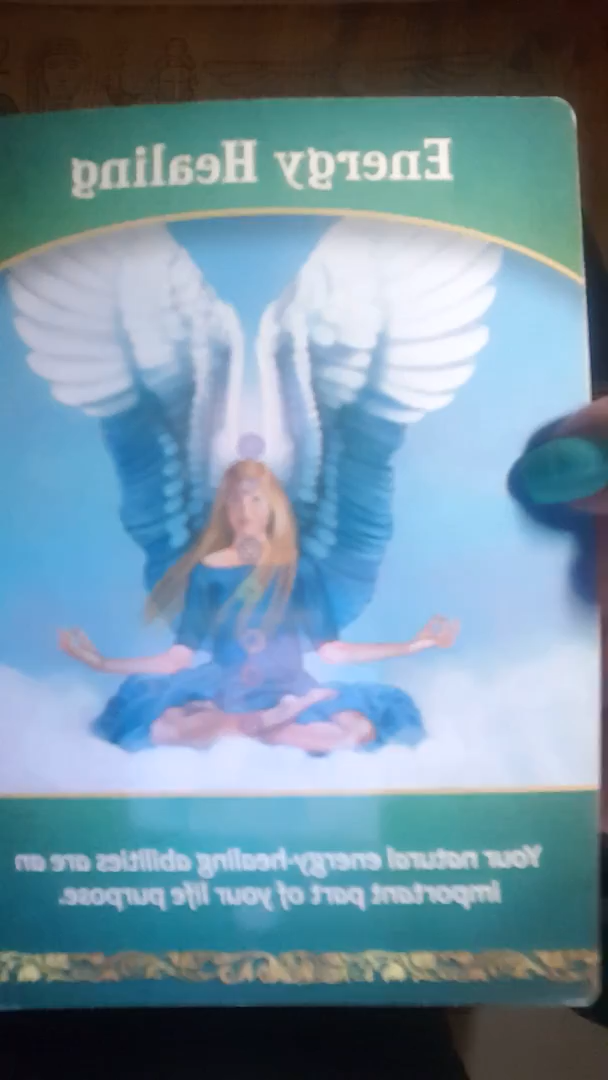 Energy Healing
Your natural energy-healing abilities are an
important part of your life purpose.